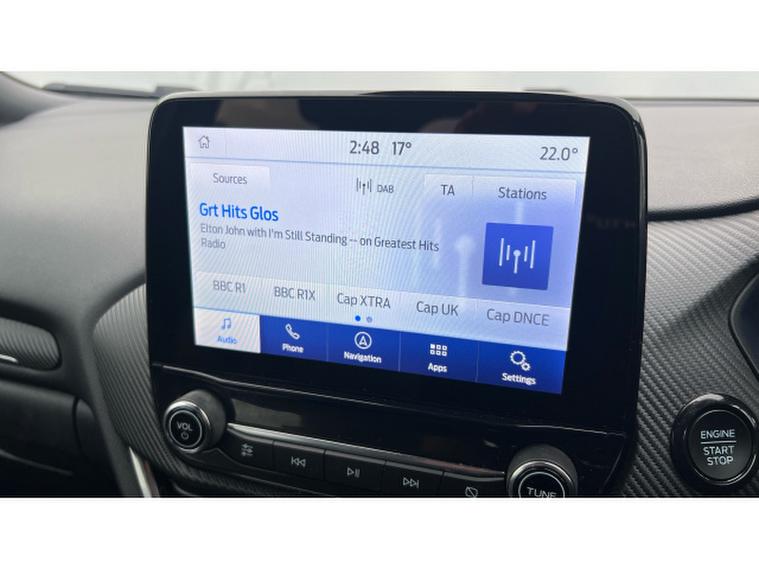 2:48 17° 22.0°
Sources DAB TA Stations
Grt Hits Glos
Elton John with I'm Still Standing -- on Greatest Hits
Radio
BBC R1 BBC R1X Cap XTRA Cap UK Cap DNCE
Audio Phone Navigation Apps Settings
VOL
TUNE
ENGINE
START
STOP